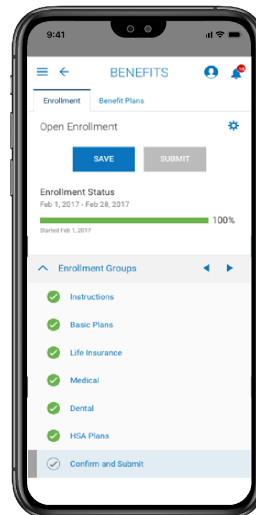 9:41
BENEFITS
Enrollment Benefit Plans
Open Enrollment
SAVE SUBMIT
Enrollment Status
Feb 1, 2017 - Feb 28, 2017
100%
Started Feb 1, 2017
Enrollment Groups
Instructions
Basic Plans
Life Insurance
Medical
Dental
HSA Plans
Confirm and Submit